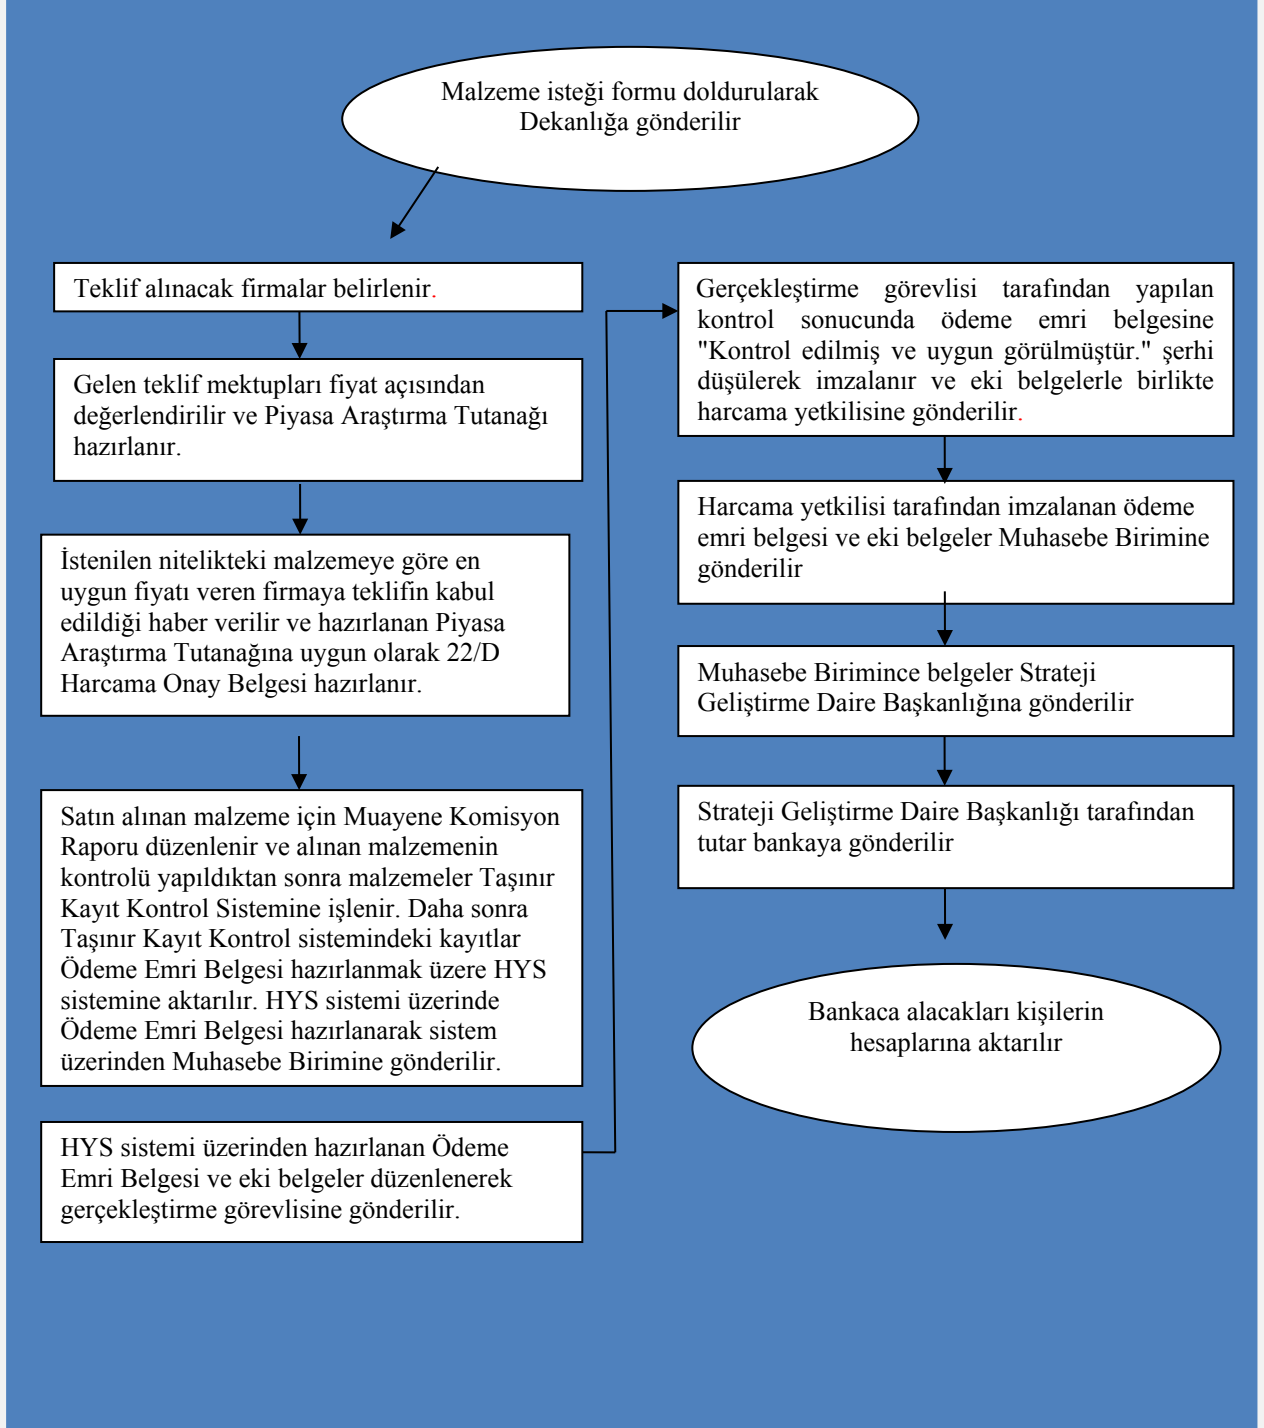 Malzeme isteği formu doldurularak
Dekanlığa gönderilir
Teklif alınacak firmalar belirlenir.
Gelen teklif mektupları fiyat açısından
değerlendirilir ve Piyasa Araştırma Tutanağı
hazırlanır.
İstenilen nitelikteki malzemeye göre en
uygun fiyatı veren firmaya teklifin kabul
edildiği haber verilir ve hazırlanan Piyasa
Araştırma Tutanağına uygun olarak 22/D
Harcama Onay Belgesi hazırlanır.
Satın alınan malzeme için Muayene Komisyon
Raporu düzenlenir ve alınan malzemenin
kontrolü yapıldıktan sonra malzemeler Taşınır
Kayıt Kontrol Sistemine işlenir. Daha sonra
Taşınır Kayıt Kontrol sistemindeki kayıtlar
Ödeme Emri Belgesi hazırlanmak üzere HYS
sistemine aktarılır. HYS sistemi üzerinde
Ödeme Emri Belgesi hazırlanarak sistem
üzerinden Muhasebe Birimine gönderilir.
HYS sistemi üzerinden hazırlanan Ödeme
Emri Belgesi ve eki belgeler düzenlenerek
gerçekleştirme görevlisine gönderilir.
Gerçekleştirme görevlisi tarafından yapılan
kontrol sonucunda ödeme emri belgesine
"Kontrol edilmiş ve uygun görülmüştür." şerhi
düşülerek imzalanır ve eki belgelerle birlikte
harcama yetkilisine gönderilir.
Harcama yetkilisi tarafından imzalanan ödeme
emri belgesi ve eki belgeler Muhasebe Birimine
gönderilir
Muhasebe Birimince belgeler Strateji
Geliştirme Daire Başkanlığına gönderilir
Strateji Geliştirme Daire Başkanlığı tarafından
tutar bankaya gönderilir
Bankaca alacakları kişilerin
hesaplarına aktarılır